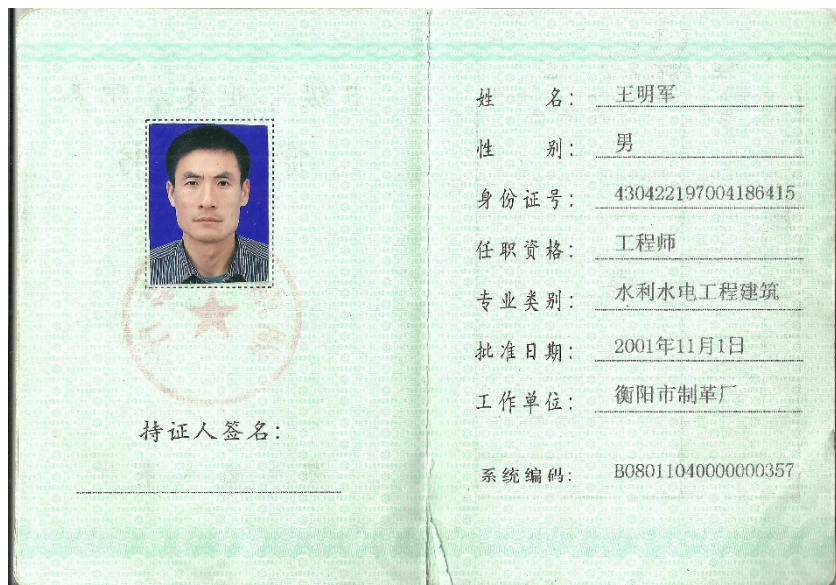 持证人签名:
姓 名: 王明军
性 别: 男
身份证号: 430422197004186415
任职资格: 工程师
专业类别: 水利水电工程建筑
批准日期: 2001年11月1日
工作单位: 衡阳市制革厂
系统编码: B08011040000000357